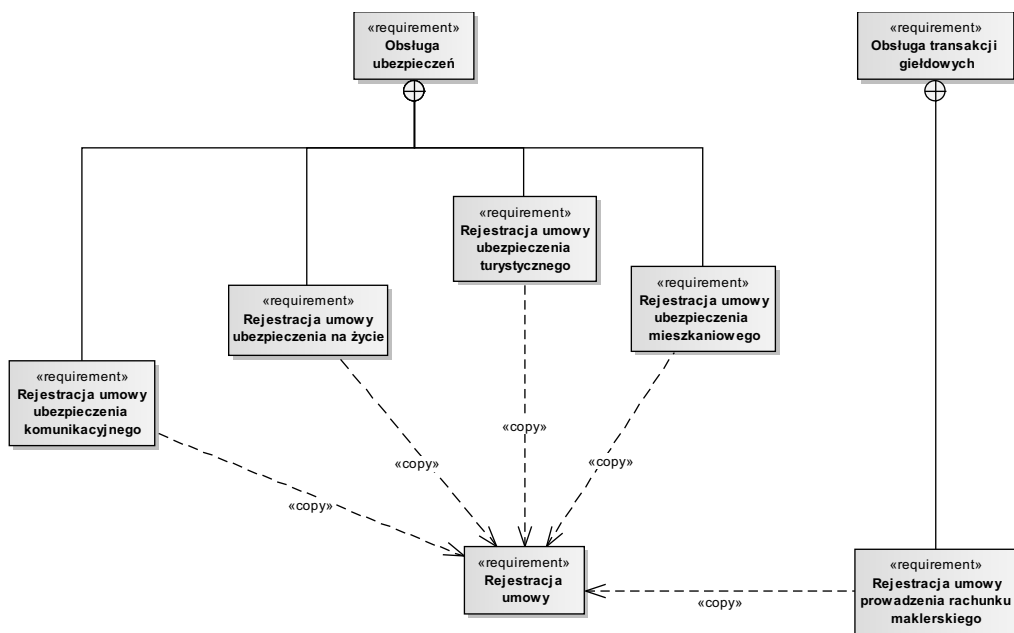 «requirement»
Obsługa
ubezpieczeń
«requirement»
Obsługa transakcji
giełdowych
«requirement»
Rejestracja umowy
ubezpieczenia
turystycznego
«requirement»
Rejestracja umowy
ubezpieczenia
mieszkaniowego
«requirement»
Rejestracja umowy
ubezpieczenia na życie
«requirement»
Rejestracja umowy
ubezpieczenia
komunikacyjnego
«copy»
«copy»
«copy»
«copy»
«requirement»
Rejestracja
umowy
«copy»
«requirement»
Rejestracja umowy
prowadzenia rachunku
maklerskiego